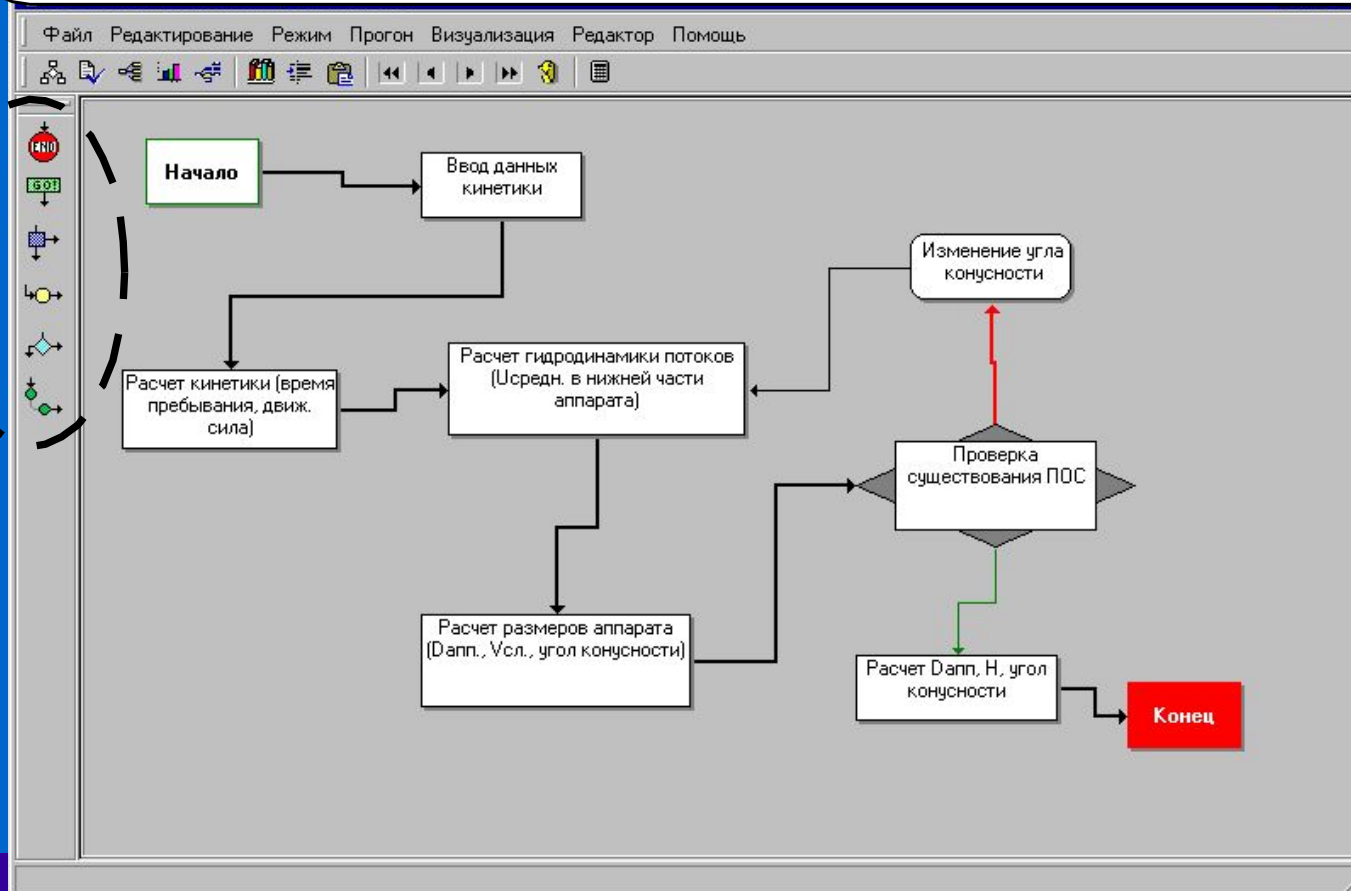 Файл Редактирование Режим Прогон Визуализация Редактор Помощь
END
GO!
Начало
Ввод данных
кинетики
Изменение угла
конусности
Расчет кинетики (время
пребывания, движ.
сила)
Расчет гидродинамики потоков
(Uсредн. в нижней части
аппарата)
Проверка
существования ПОС
Расчет размеров аппарата
(Dапп., Vсл., угол конусности)
Расчет Dапп, H, угол
конусности
Конец